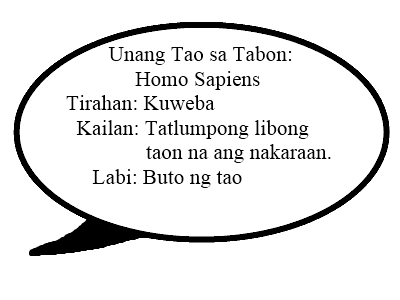 Unang Tao sa Tabon:
Homo Sapiens
Tirahan: Kuweba
Kailan: Tatlumpong libong
taon na ang nakaraan.
Labi: Buto ng tao